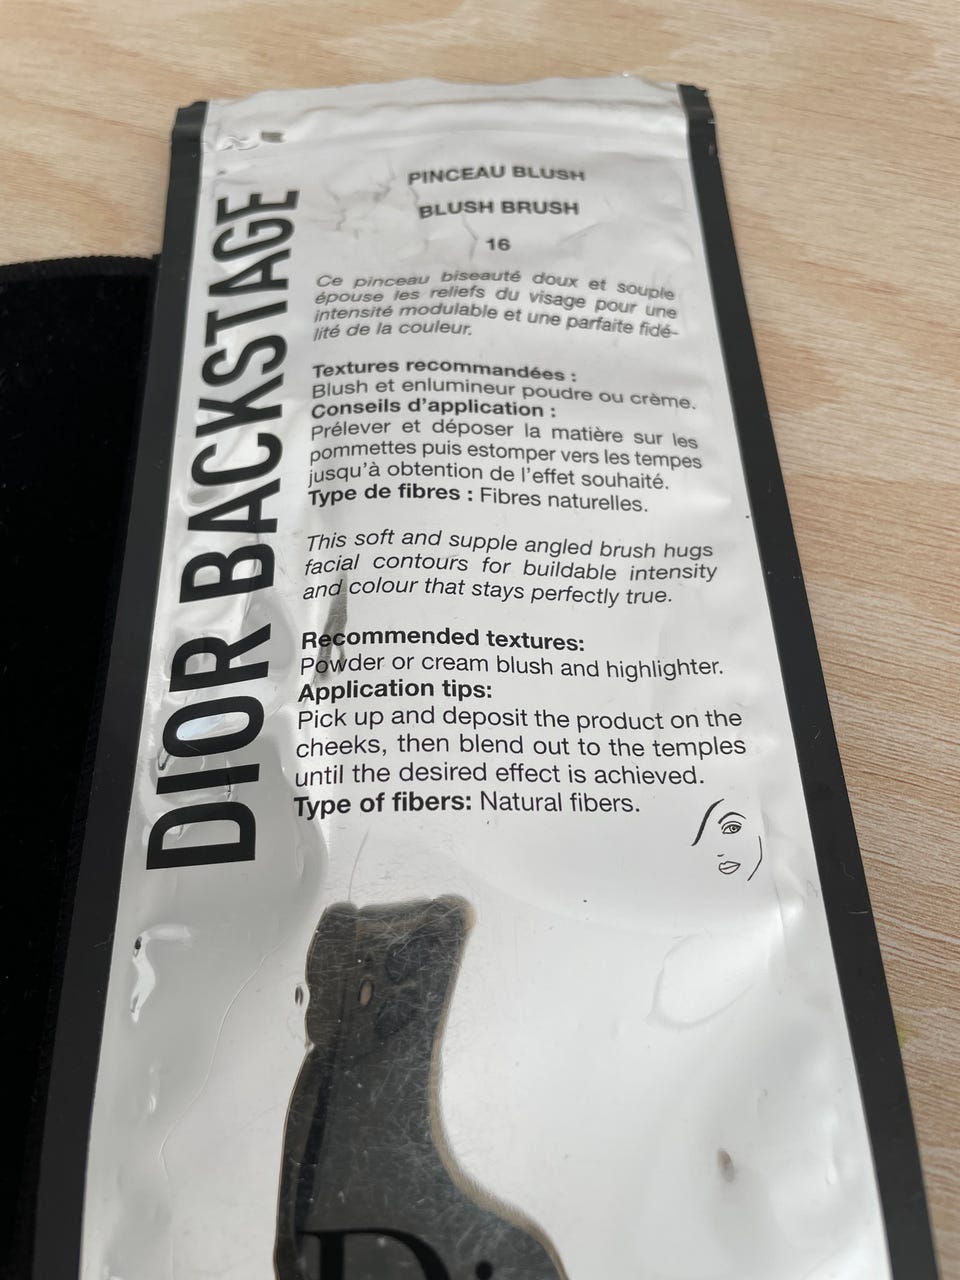 DIOR BACKSTAGE
PINCEAU BLUSH
BLUSH BRUSH
16
Ce pinceau biseauté doux et souple
épouse les reliefs du visage pour une
intensité modulable et une parfaite fidé-
lité de la couleur.
Textures recommandées :
Blush et enlumineur poudre ou crème.
Conseils d'application :
Prélever et déposer la matière sur les
pommettes puis estomper vers les tempes
jusqu'à obtention de l'effet souhaité.
Type de fibres : Fibres naturelles.
This soft and supple angled brush hugs
facial contours for buildable intensity
and colour that stays perfectly true.
Recommended textures:
Powder or cream blush and highlighter.
Application tips:
Pick up and deposit the product on the
cheeks, then blend out to the temples
until the desired effect is achieved.
Type of fibers: Natural fibers.